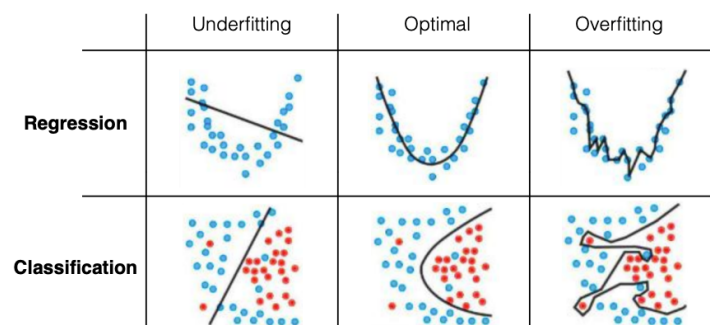 Underfitting
Optimal
Overfitting
Regression
Classification